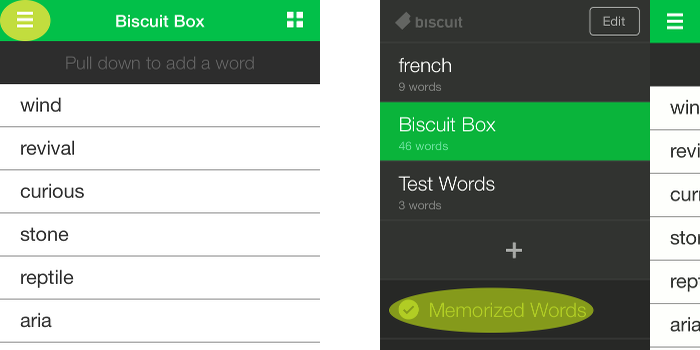 Biscuit Box
Pull down to add a word
wind
revival
curious
stone
reptile
aria
biscuit
Edit
french
9 words
Biscuit Box
46 words
Test Words
3 words
+
Memorized Words
win
revi
curi
stor
rept
aria